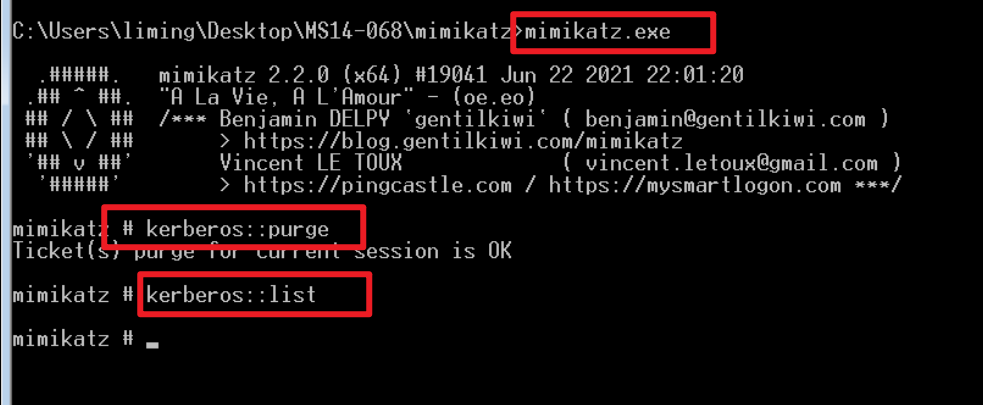 C:\Users\liming\Desktop\MS14-068\mimikatz>mimikatz.exe
.#####. mimikatz 2.2.0 (x64) #19041 Jun 22 2021 22:01:20
.## ^ ##. "A La Vie, A L'Amour" - (oe.eo)
## / \ ## /*** Benjamin DELPY `gentilkiwi` ( benjamin@gentilkiwi.com )
## \ / ## > https://blog.gentilkiwi.com/mimikatz
'## v ##' Vincent LE TOUX ( vincent.letoux@gmail.com )
'#####' > https://pingcastle.com / https://mysmartlogon.com ***/
mimikatz # kerberos::purge
Ticket(s) purge for current session is OK
mimikatz # kerberos::list
mimikatz # _